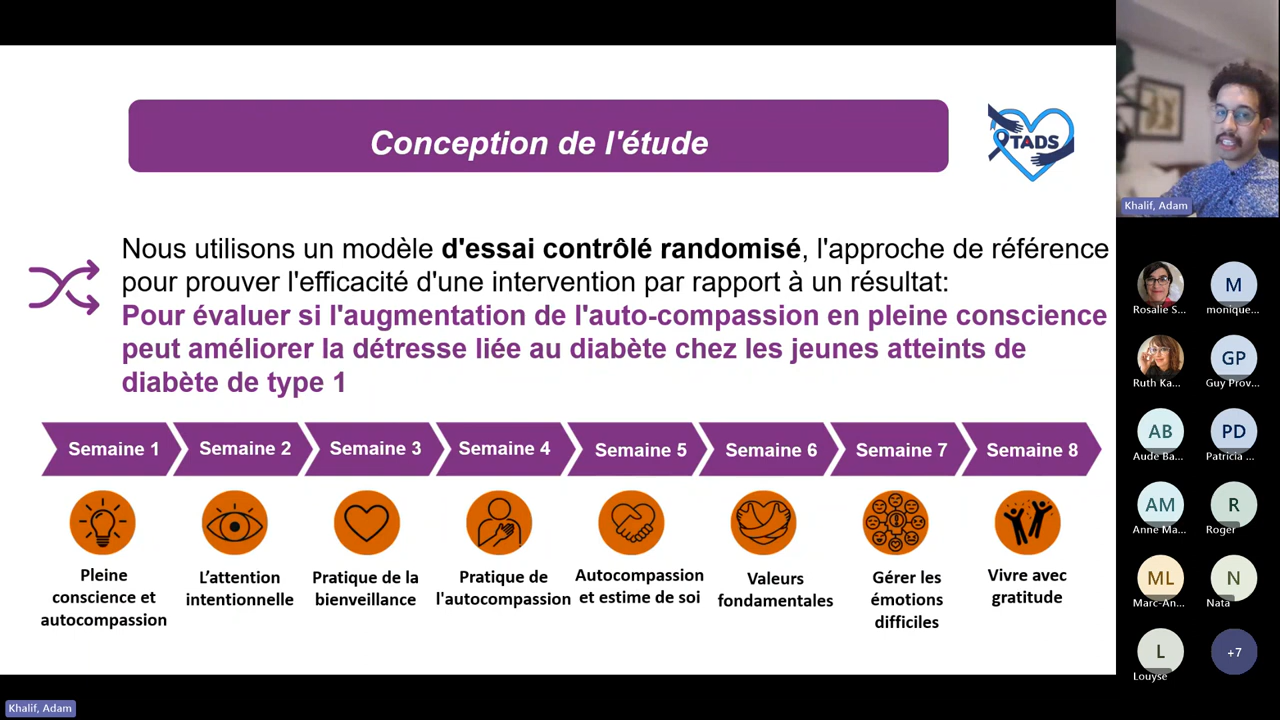 Conception de l'étude
TADS
Nous utilisons un modèle d'essai contrôlé randomisé, l'approche de référence
pour prouver l'efficacité d'une intervention par rapport à un résultat:
Pour évaluer si l'augmentation de l'auto-compassion en pleine conscience
peut améliorer la détresse liée au diabète chez les jeunes atteints de
diabète de type 1
Semaine 1
Semaine 2
Semaine 3
Semaine 4
Semaine 5
Semaine 6
Semaine 7
Semaine 8
Pleine
conscience et
autocompassion
L’attention
intentionnelle
Pratique de la
bienveillance
Pratique de
l'autocompassion
Autocompassion
et estime de soi
Valeurs
fondamentales
Gérer les
émotions
difficiles
Vivre avec
gratitude
Khalif, Adam
Rosalie S...
M
monique...
Ruth Ka...
GP
Guy Prov...
AB
Aude Ba...
PD
Patricia ...
AM
Anne Ma...
R
Roger
ML
Marc-An...
N
Nata
L
Louyse
+7
Khalif, Adam